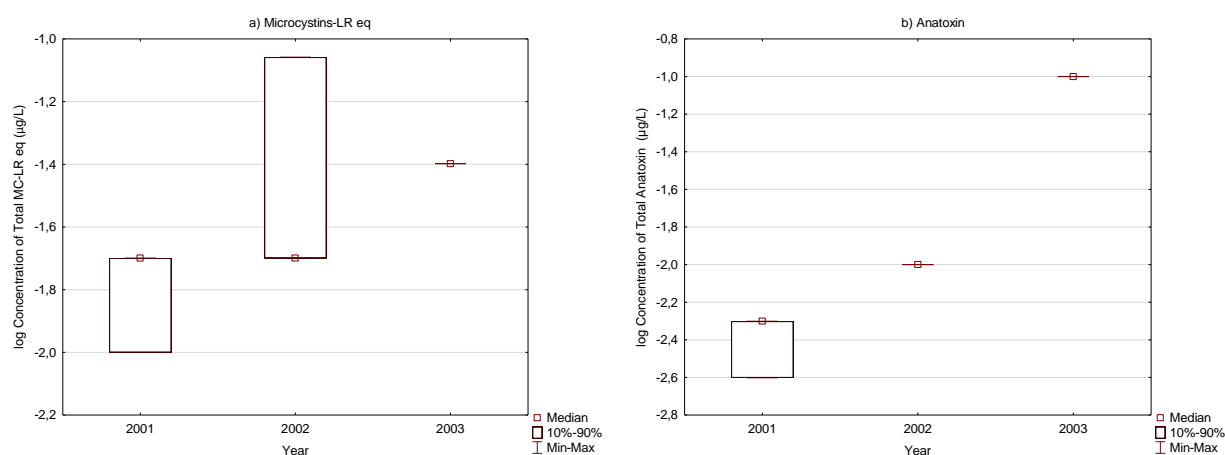 a) Microcystins-LR eq
log Concentration of Total MC-LR eq (µg/L)
-1,0
-1,2
-1,4
-1,6
-1,8
-2,0
-2,2
2001
2002
2003
Year
Median
10%-90%
Min-Max
b) Anatoxin
log Concentration of Total Anatoxin (µg/L)
-0,8
-1,0
-1,2
-1,4
-1,6
-1,8
-2,0
-2,2
-2,4
-2,6
-2,8
2001
2002
2003
Year
Median
10%-90%
Min-Max